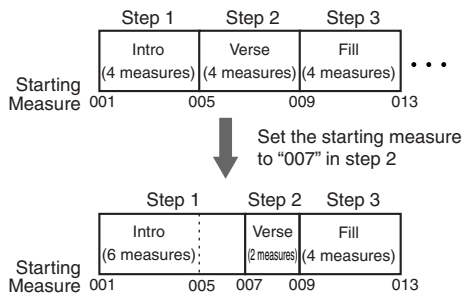 Step 1 Step 2 Step 3
Intro Verse Fill
(4 measures) (4 measures) (4 measures) • • •
Starting
Measure 001 005 009 013
Set the starting measure
to “007” in step 2
Step 1 Step 2 Step 3
Intro Verse Fill
(6 measures) (2 measures) (4 measures)
Starting
Measure 001 005 007 009 013